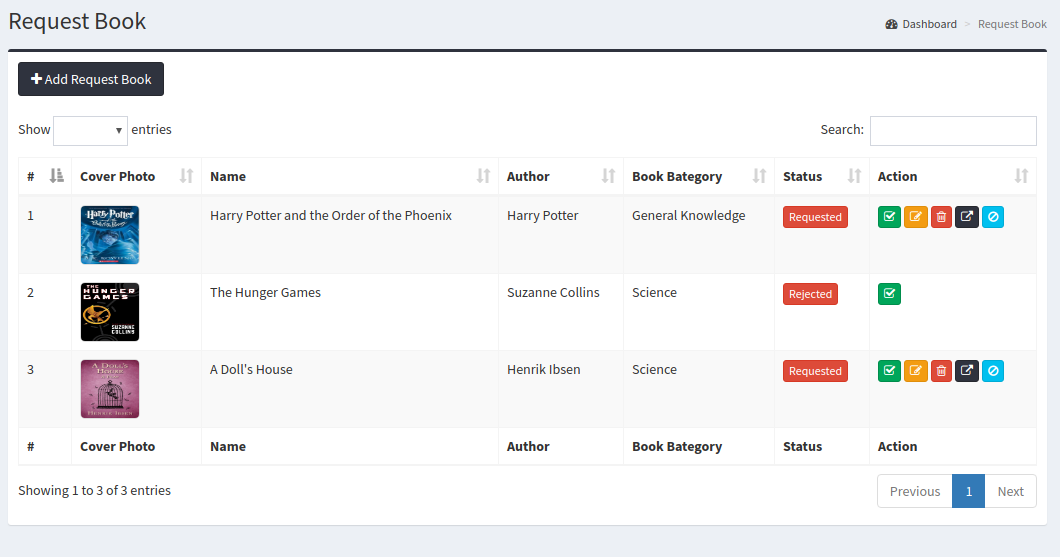 Request Book
Dashboard > Request Book
Add Request Book
Show entries
Search:
# Cover Photo Name Author Book Bategory Status Action
1 Harry Potter Harry Potter and the Order of the Phoenix Harry Potter General Knowledge Requested
2 THE HUNGER GAMES SUZANNE COLLINS The Hunger Games Suzanne Collins Science Rejected
3 A DOLL'S HOUSE HENRIK IBSEN A Doll's House Henrik Ibsen Science Requested
# Cover Photo Name Author Book Bategory Status Action
Showing 1 to 3 of 3 entries
Previous 1 Next